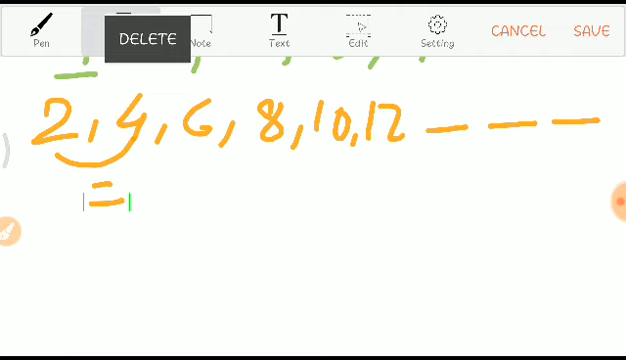 Pen
DELETE
Note
Text
Edit
Setting
CANCEL
SAVE
2, 4, 6, 8, 10, 12 _ _ _
=